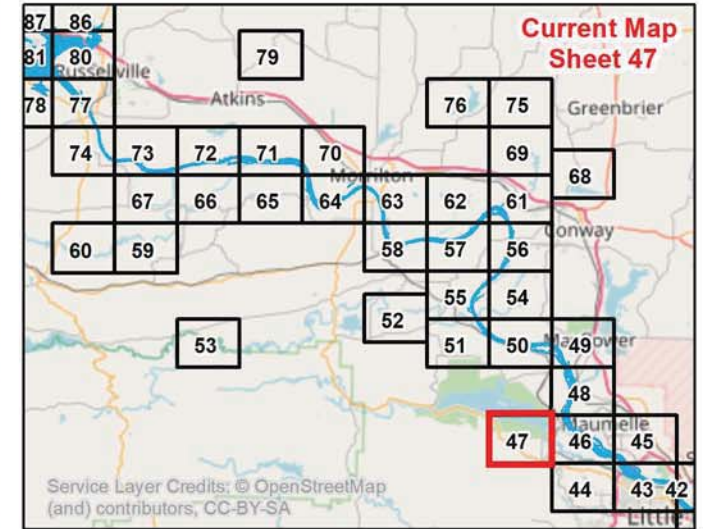 87 86
Current Map
Sheet 47
81 80
79
Russellville
78 77
Atkins
76 75
Greenbrier
74 73 72 71 70
69
68
Morrilton
67 66 65 64 63 62 61
Conway
60 59
58 57 56
55 54
52
53
51 50 49
48
Maumelle
47 46 45
Service Layer Credits: © OpenStreetMap
(and) contributors, CC-BY-SA
44 43 42
Little